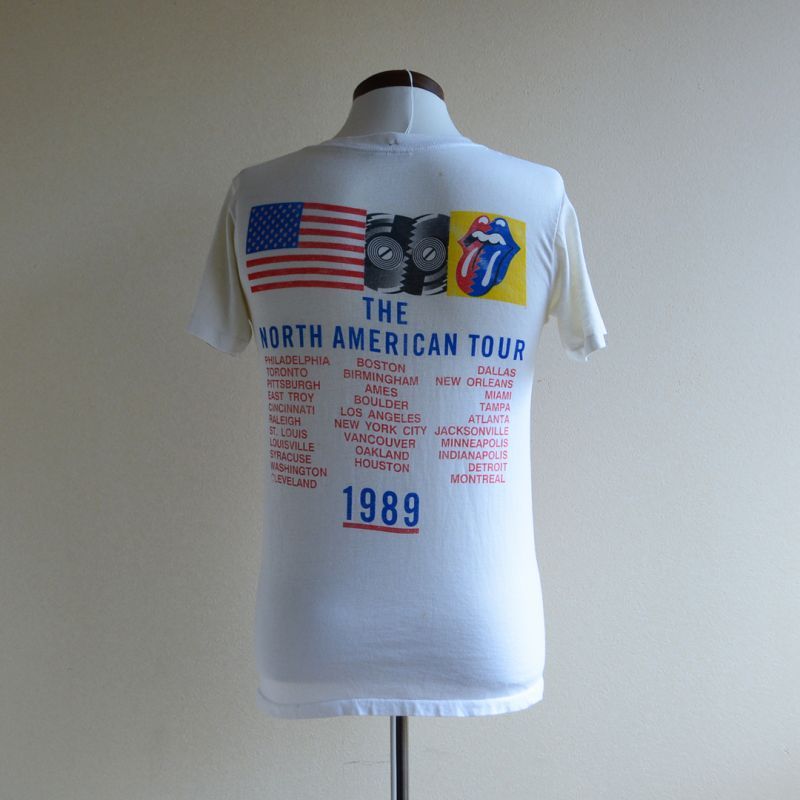 THE
NORTH AMERICAN TOUR
PHILADELPHIA
TORONTO
PITTSBURGH
EAST TROY
CINCINNATI
RALEIGH
ST. LOUIS
LOUISVILLE
SYRACUSE
WASHINGTON
CLEVELAND
BOSTON
BIRMINGHAM
AMES
BOULDER
LOS ANGELES
NEW YORK CITY
VANCOUVER
OAKLAND
HOUSTON
DALLAS
NEW ORLEANS
MIAMI
TAMPA
ATLANTA
JACKSONVILLE
MINNEAPOLIS
INDIANAPOLIS
DETROIT
MONTREAL
1989